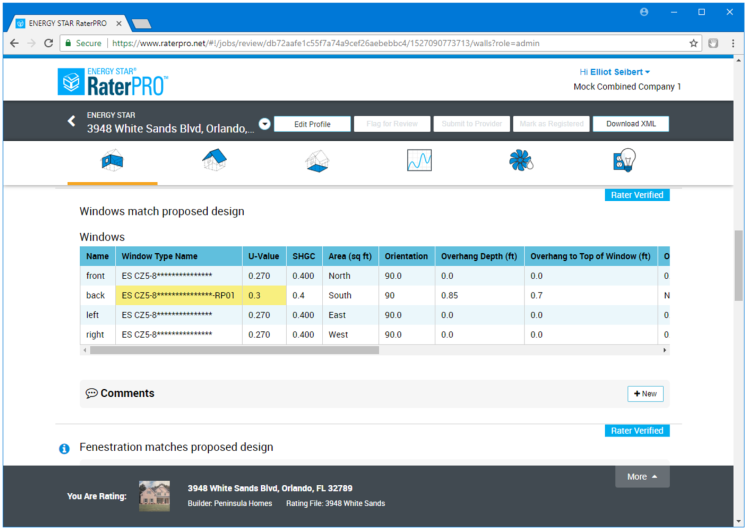 ENERGY STAR RaterPRO
Secure | https://www.raterpro.net/#!/jobs/review/db72aafe1c55f7a74a9cef26aebebbc4/1527090773713/walls?role=admin
ENERGY STAR®
RaterPRO™
Hi Elliot Seibert
Mock Combined Company 1
ENERGY STAR
3948 White Sands Blvd, Orlando,...
Edit Profile Flag for Review Submit to Provider Mark as Registered Download XML
Rater Verified
Windows match proposed design
Windows
Name Window Type Name U-Value SHGC Area (sq ft) Orientation Overhang Depth (ft) Overhang to Top of Window (ft) O
front ES CZ5-8*************** 0.270 0.400 North 90.0 0.0 0.0 0
back ES CZ5-8***************-RP01 0.3 0.4 South 90 0.85 0.7 N
left ES CZ5-8*************** 0.270 0.400 East 90.0 0.0 0.0 0
right ES CZ5-8*************** 0.270 0.400 West 90.0 0.0 0.0 0
Comments
+ New
Rater Verified
Fenestration matches proposed design
More
You Are Rating:
3948 White Sands Blvd, Orlando, FL 32789
Builder: Peninsula Homes Rating File: 3948 White Sands